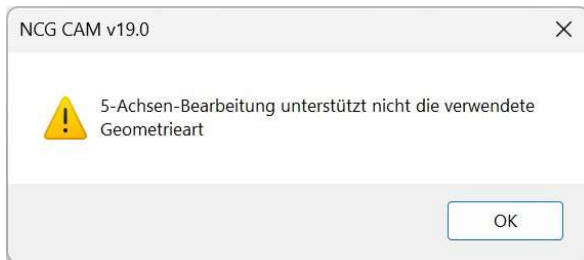 NCG CAM v19.0
5-Achsen-Bearbeitung unterstützt nicht die verwendete
Geometrieart
OK